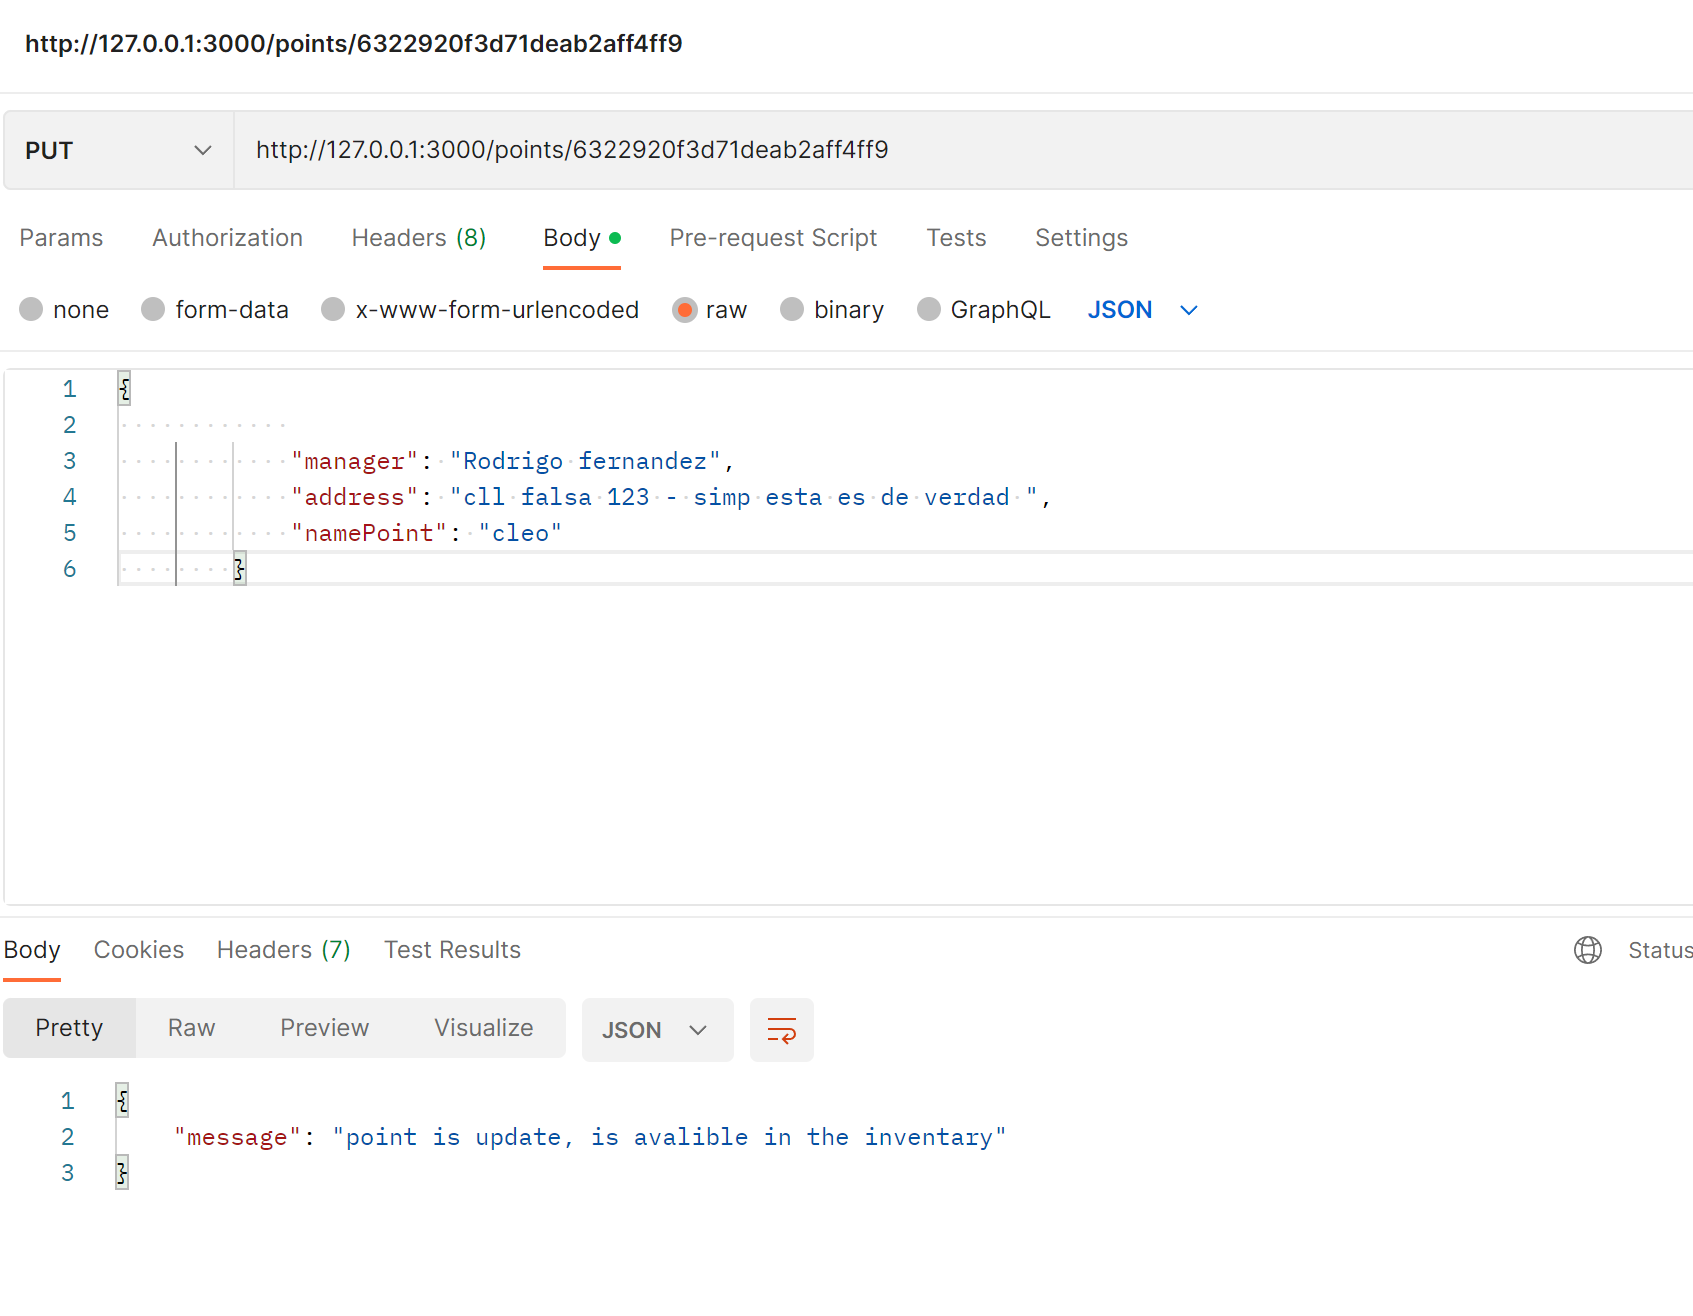 http://127.0.0.1:3000/points/6322920f3d71deab2aff4ff9
PUT http://127.0.0.1:3000/points/6322920f3d71deab2aff4ff9
Params Authorization Headers (8) Body Pre-request Script Tests Settings
none form-data x-www-form-urlencoded raw binary GraphQL JSON
1 {
2
3 "manager": "Rodrigo fernandez",
4 "address": "cll falsa 123 - simp esta es de verdad ",
5 "namePoint": "cleo"
6 }
Body Cookies Headers (7) Test Results Status
Pretty Raw Preview Visualize JSON
1 {
2 "message": "point is update, is avalible in the inventary"
3 }